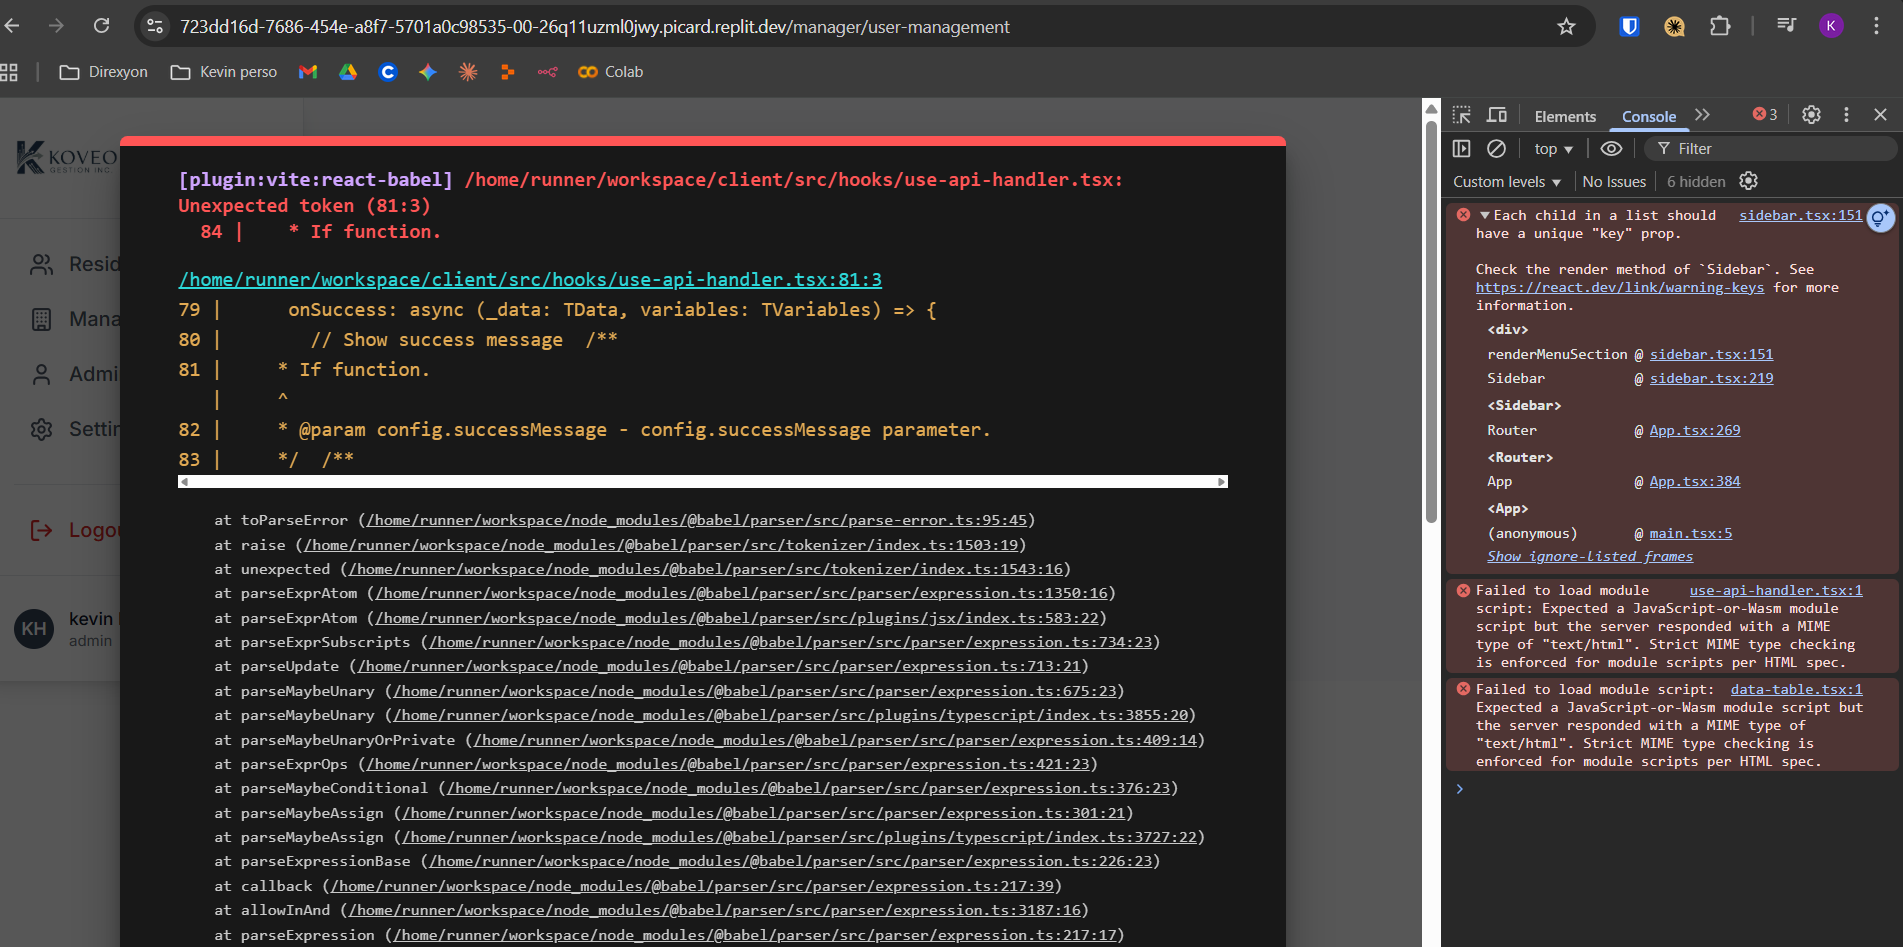 723dd16d-7686-454e-a8f7-5701a0c98535-00-26q11uzml0jwy.picard.replit.dev/manager/user-management
K
Direxyon
Kevin perso
Colab
KOVEO
GESTION INC.
Resid
Mana
Admi
Settin
Logou
KH
kevin
admin
[plugin:vite:react-babel] /home/runner/workspace/client/src/hooks/use-api-handler.tsx:
Unexpected token (81:3)
84 |    * If function.
/home/runner/workspace/client/src/hooks/use-api-handler.tsx:81:3
79 |      onSuccess: async (_data: TData, variables: TVariables) => {
80 |        // Show success message  /**
81 |     * If function.
|     ^
82 |     * @param config.successMessage - config.successMessage parameter.
83 |     */  /**
at toParseError (/home/runner/workspace/node_modules/@babel/parser/src/parse-error.ts:95:45)
at raise (/home/runner/workspace/node_modules/@babel/parser/src/tokenizer/index.ts:1503:19)
at unexpected (/home/runner/workspace/node_modules/@babel/parser/src/tokenizer/index.ts:1543:16)
at parseExprAtom (/home/runner/workspace/node_modules/@babel/parser/src/parser/expression.ts:1350:16)
at parseExprAtom (/home/runner/workspace/node_modules/@babel/parser/src/plugins/jsx/index.ts:583:22)
at parseExprSubscripts (/home/runner/workspace/node_modules/@babel/parser/src/parser/expression.ts:734:23)
at parseUpdate (/home/runner/workspace/node_modules/@babel/parser/src/parser/expression.ts:713:21)
at parseMaybeUnary (/home/runner/workspace/node_modules/@babel/parser/src/parser/expression.ts:675:23)
at parseMaybeUnary (/home/runner/workspace/node_modules/@babel/parser/src/plugins/typescript/index.ts:3855:20)
at parseMaybeUnaryOrPrivate (/home/runner/workspace/node_modules/@babel/parser/src/parser/expression.ts:409:14)
at parseExprOps (/home/runner/workspace/node_modules/@babel/parser/src/parser/expression.ts:421:23)
at parseMaybeConditional (/home/runner/workspace/node_modules/@babel/parser/src/parser/expression.ts:376:23)
at parseMaybeAssign (/home/runner/workspace/node_modules/@babel/parser/src/parser/expression.ts:301:21)
at parseMaybeAssign (/home/runner/workspace/node_modules/@babel/parser/src/plugins/typescript/index.ts:3727:22)
at parseExpressionBase (/home/runner/workspace/node_modules/@babel/parser/src/parser/expression.ts:226:23)
at callback (/home/runner/workspace/node_modules/@babel/parser/src/parser/expression.ts:217:39)
at allowInAnd (/home/runner/workspace/node_modules/@babel/parser/src/parser/expression.ts:3187:16)
at parseExpression (/home/runner/workspace/node_modules/@babel/parser/src/parser/expression.ts:217:17)
Elements
Console
3
top
Filter
Custom levels
No Issues
6 hidden
Each child in a list should sidebar.tsx:151
have a unique "key" prop.
Check the render method of `Sidebar`. See
https://react.dev/link/warning-keys for more
information.
<div>
renderMenuSection @ sidebar.tsx:151
Sidebar @ sidebar.tsx:219
<Sidebar>
Router @ App.tsx:269
<Router>
App @ App.tsx:384
<App>
(anonymous) @ main.tsx:5
Show ignore-listed frames
Failed to load module use-api-handler.tsx:1
script: Expected a JavaScript-or-Wasm module
script but the server responded with a MIME
type of "text/html". Strict MIME type checking
is enforced for module scripts per HTML spec.
Failed to load module script: data-table.tsx:1
Expected a JavaScript-or-Wasm module script but
the server responded with a MIME type of
"text/html". Strict MIME type checking is
enforced for module scripts per HTML spec.